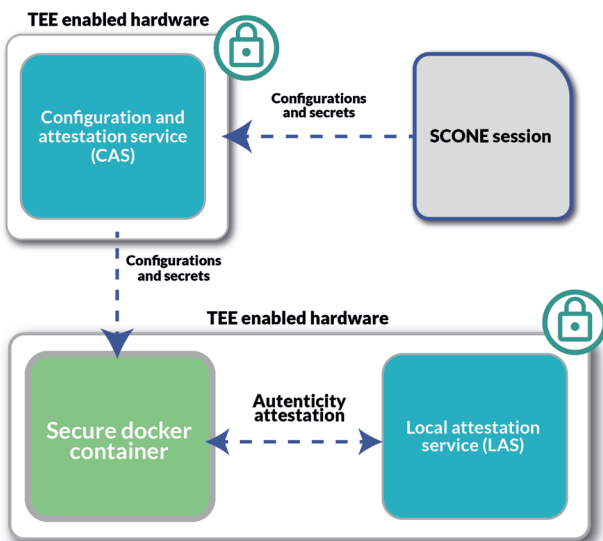 TEE enabled hardware
Configuration and
attestation service
(CAS)
Configurations
and secrets
SCONE session
Configurations
and secrets
TEE enabled hardware
Secure docker
container
Autenticity
attestation
Local attestation
service (LAS)